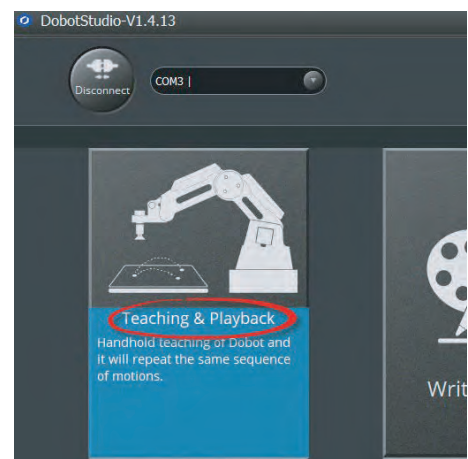 DobotStudio-V1.4.13
Disconnect
COM3
Teaching & Playback
Handhold teaching of Dobot and
it will repeat the same sequence
of motions.
Writ